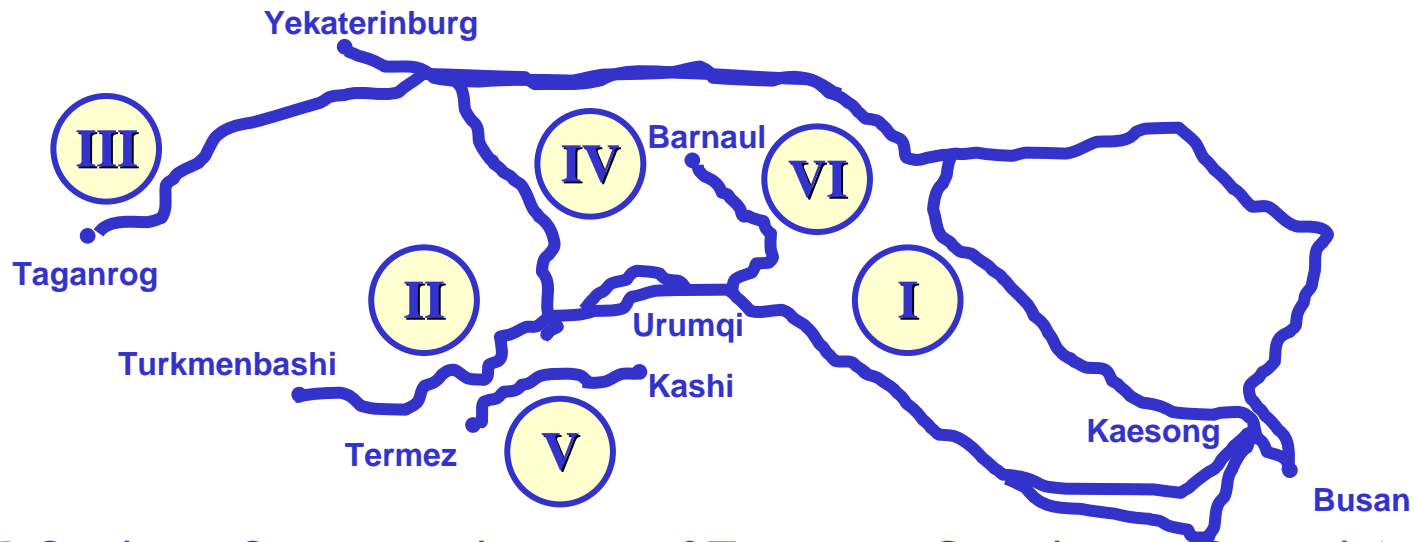 Yekaterinburg
III
IV
Barnaul
VI
Taganrog
II
I
Urumqi
Turkmenbashi
Kashi
Kaesong
Termez
V
Busan